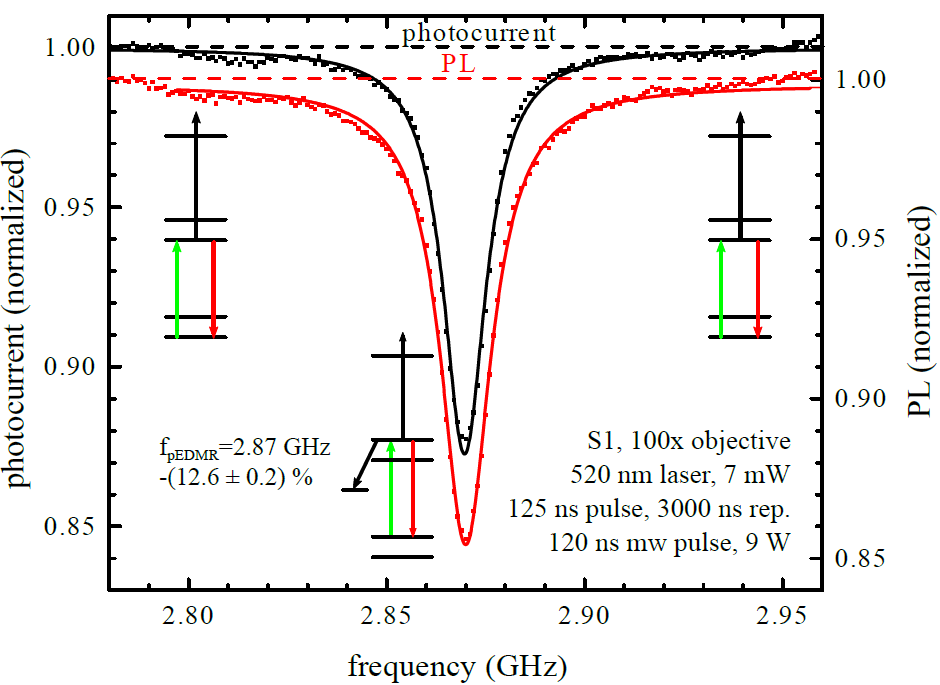 photocurrent
PL
1.00
0.95
0.90
0.85
1.00
0.95
0.90
0.85
photocurrent (normalized)
PL (normalized)
f_pEDMR=2.87 GHz
-(12.6 ± 0.2) %
S1, 100x objective
520 nm laser, 7 mW
125 ns pulse, 3000 ns rep.
120 ns mw pulse, 9 W
2.80 2.85 2.90 2.95
frequency (GHz)